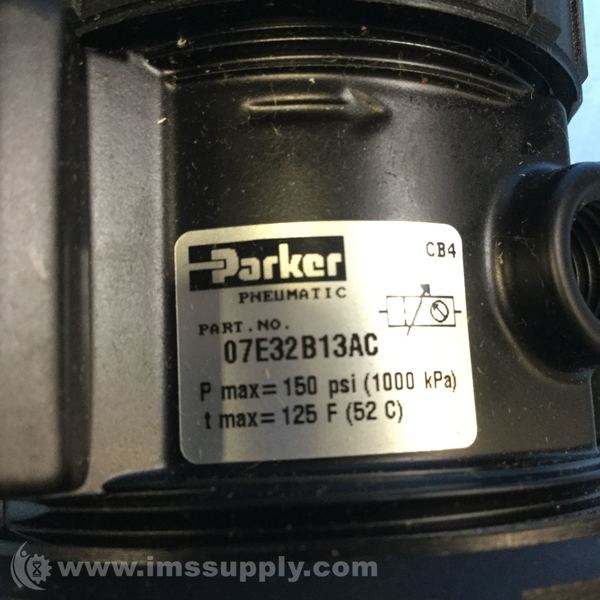 Parker
CB4
PNEUMATIC
PART.NO.
07E32B13AC
P max= 150 psi (1000 kPa)
t max= 125 F (52 C)
www.imssupply.com